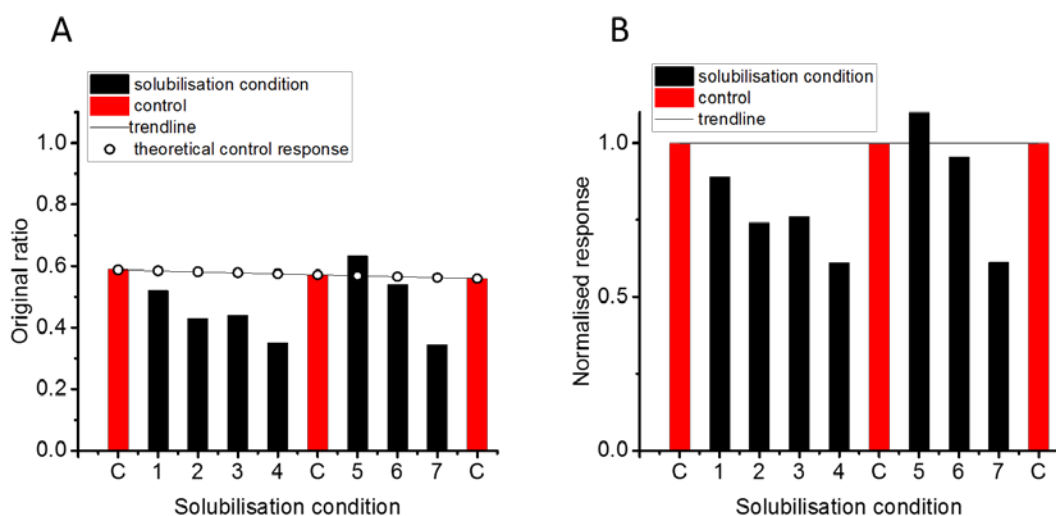 A
solubilisation condition
control
trendline
theoretical control response
Original ratio
1.0
0.8
0.6
0.4
0.2
0.0
C 1 2 3 4 C 5 6 7 C
Solubilisation condition
B
solubilisation condition
control
trendline
Normalised response
1.0
0.5
0.0
C 1 2 3 4 C 5 6 7 C
Solubilisation condition